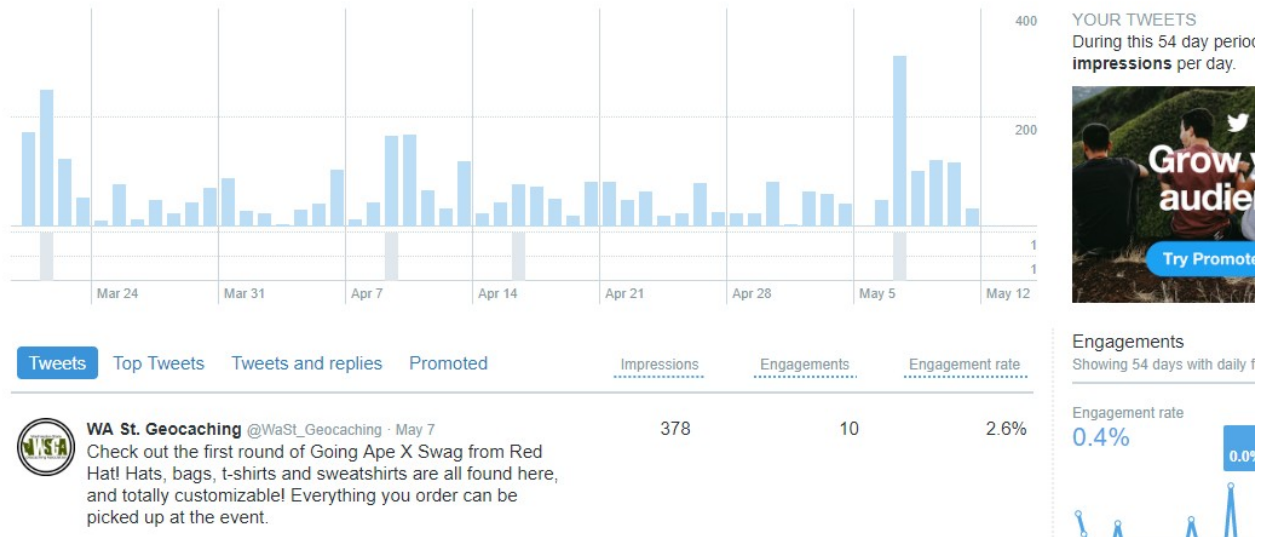 400
200
1
1
Mar 24
Mar 31
Apr 7
Apr 14
Apr 21
Apr 28
May 5
May 12
YOUR TWEETS
During this 54 day period
impressions per day.
Grow
audie
Try Promote
Tweets
Top Tweets
Tweets and replies
Promoted
Impressions
Engagements
Engagement rate
WA St. Geocaching @WaSt_Geocaching · May 7
Check out the first round of Going Ape X Swag from Red
Hat! Hats, bags, t-shirts and sweatshirts are all found here,
and totally customizable! Everything you order can be
picked up at the event.
378
10
2.6%
Engagements
Showing 54 days with daily f
Engagement rate
0.4%
0.0%